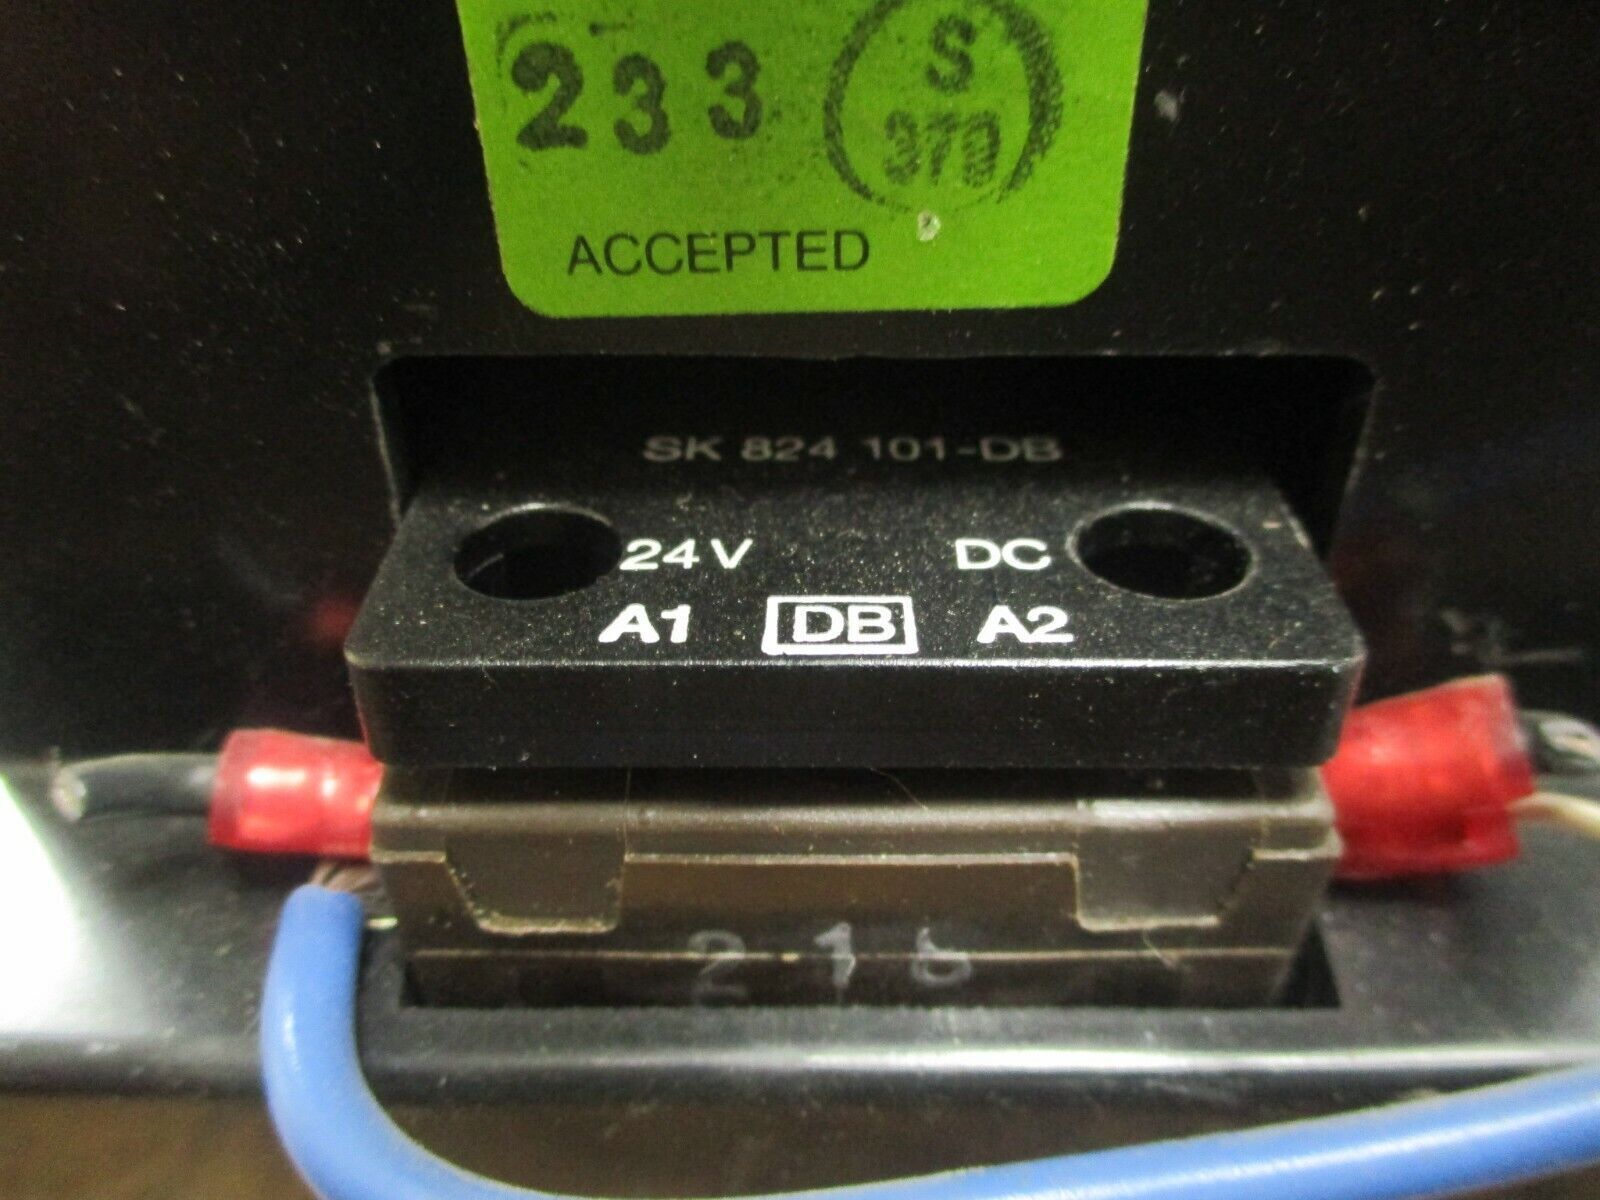 233
S
370
ACCEPTED
SK 824 101-DB
24V DC
A1 DB A2
216